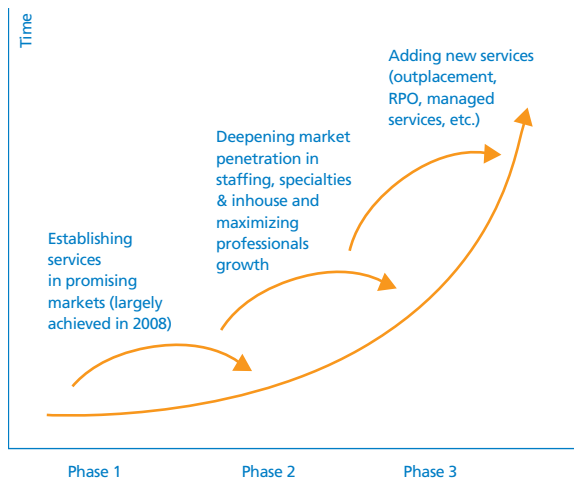 Time
Adding new services
(outplacement,
RPO, managed
services, etc.)
Deepening market
penetration in
staffing, specialties
& inhouse and
maximizing
professionals
growth
Establishing
services
in promising
markets (largely
achieved in 2008)
Phase 1
Phase 2
Phase 3